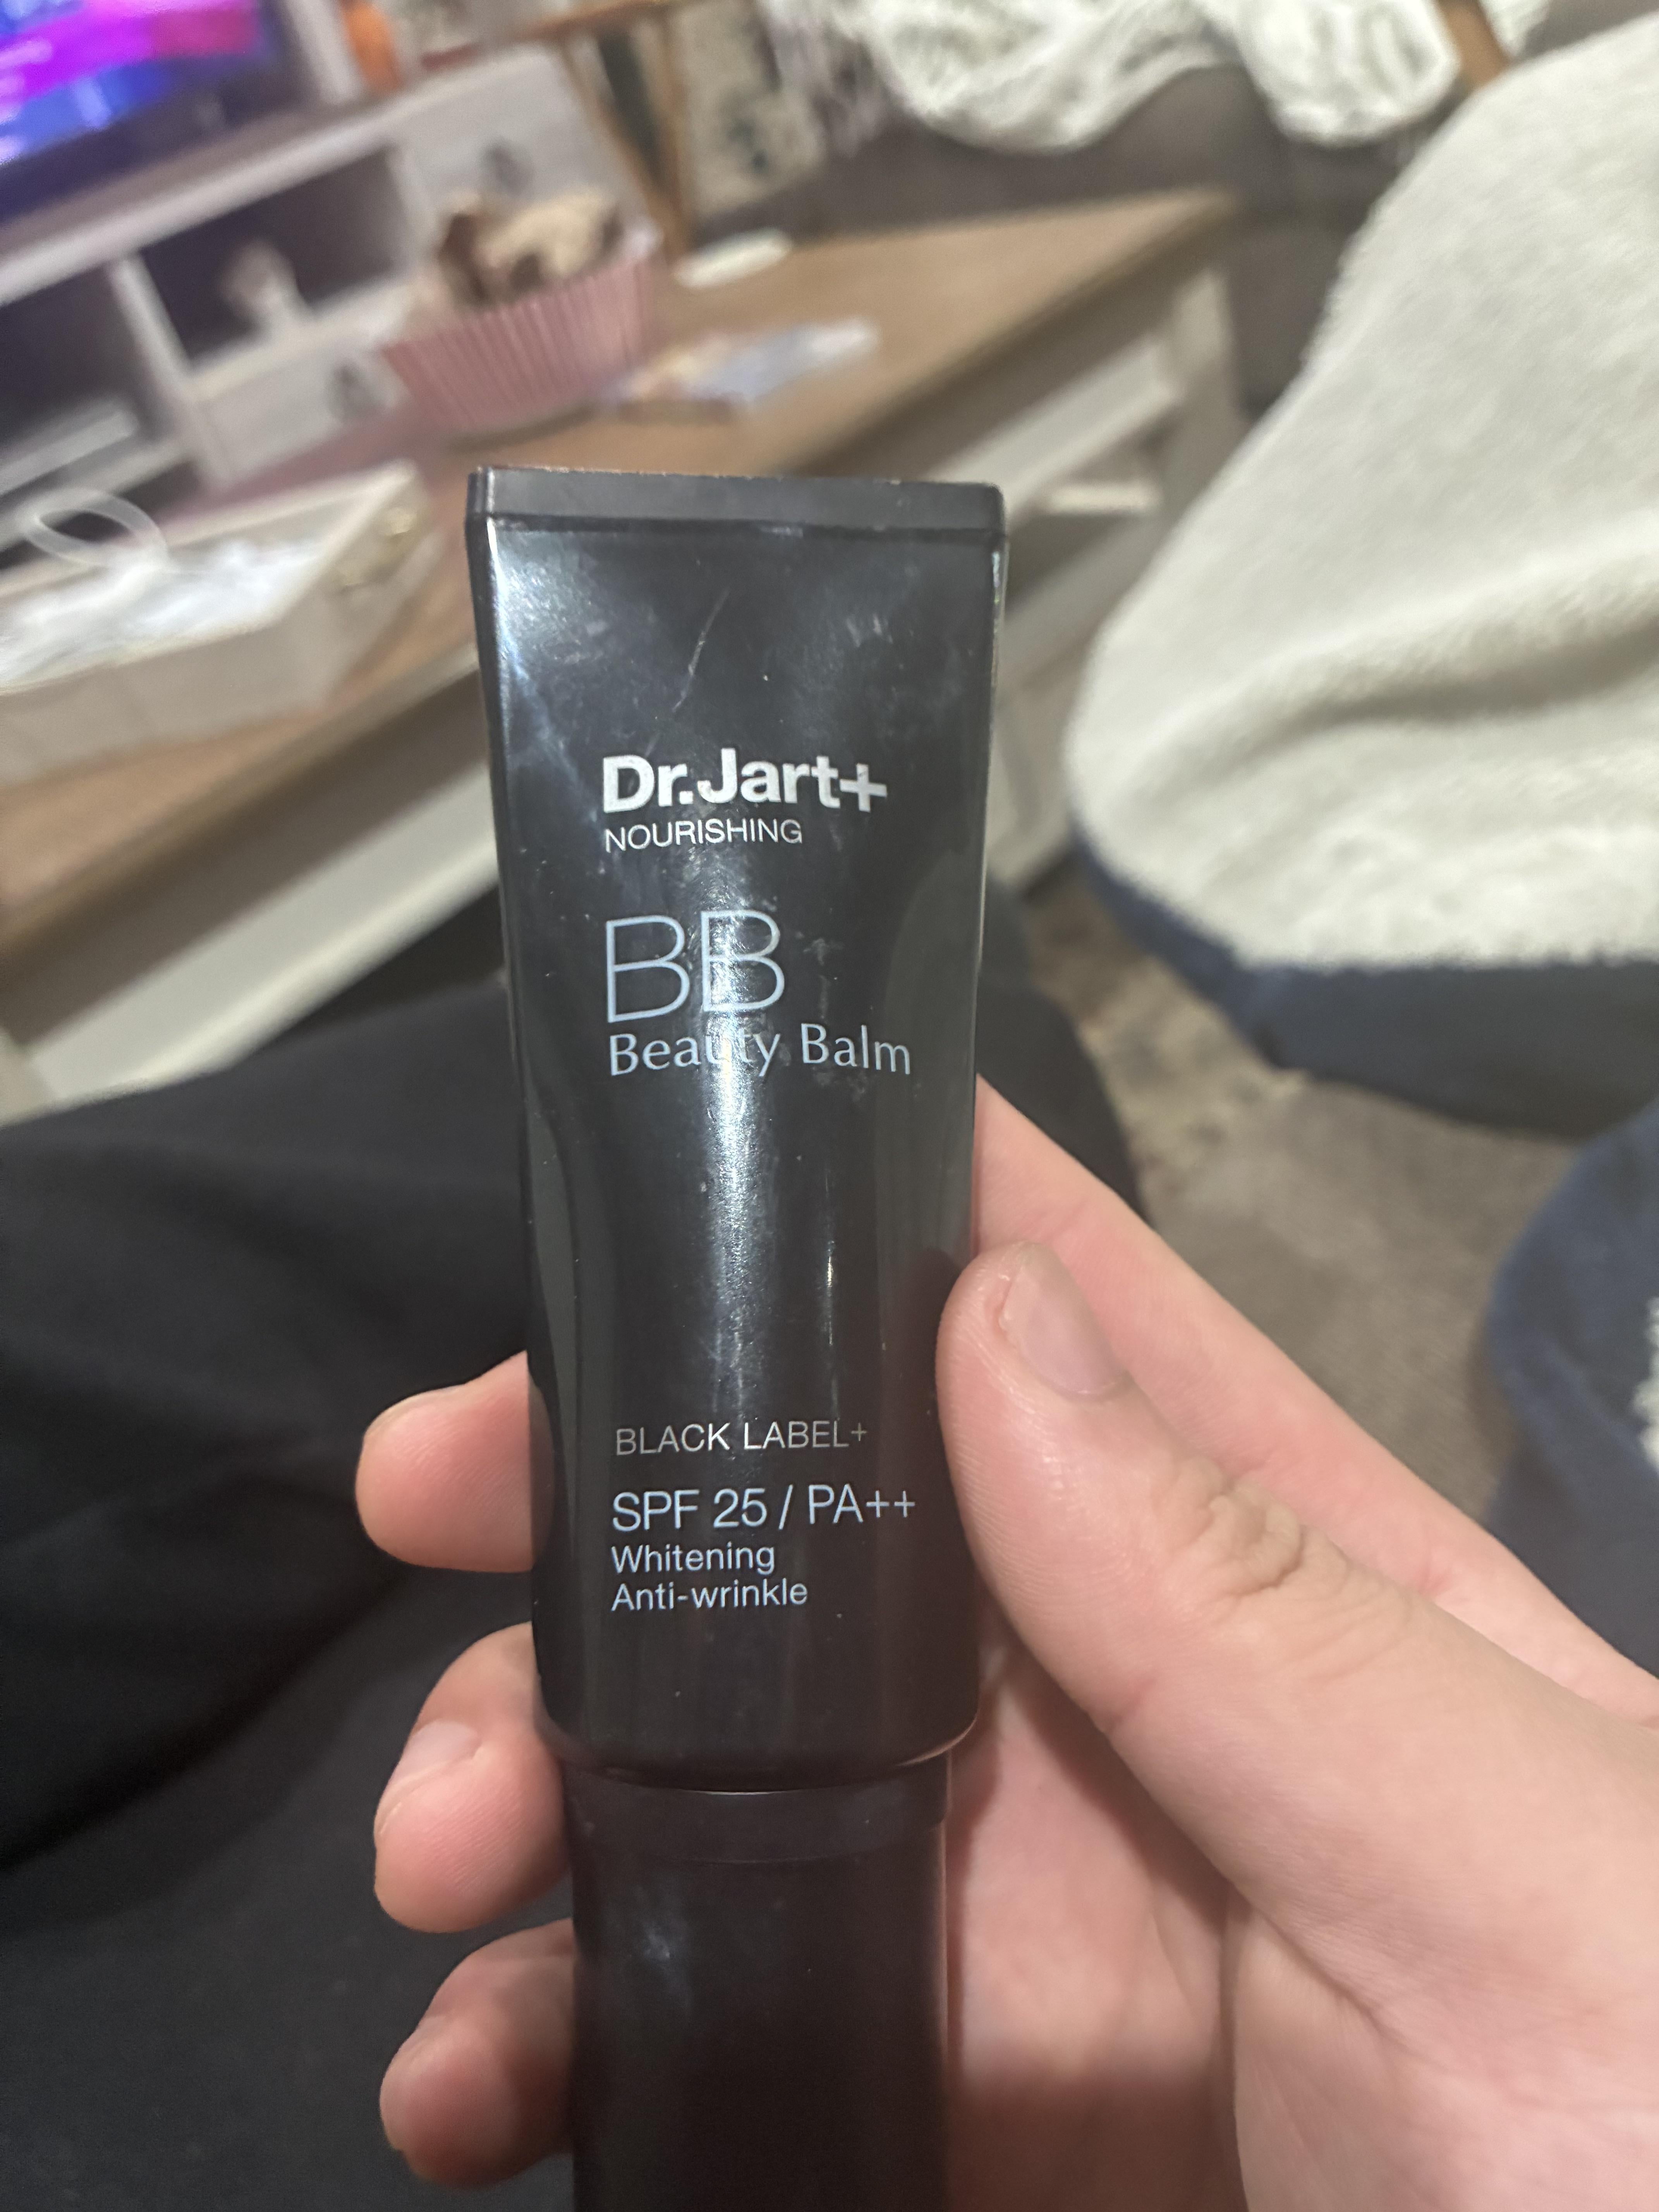 Dr.Jart+
NOURISHING
BB
Beauty Balm
BLACK LABEL+
SPF 25 / PA++
Whitening
Anti-wrinkle